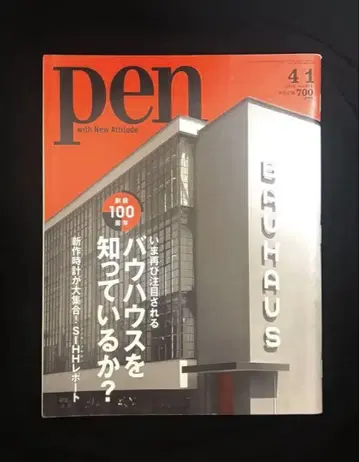 pen
with New Attitude
4 1
700
BAUHAUS
創設
100
周年
いま再び注目される
バウハウスを
知っているか?
新作時計が大集合! SIHHレポート